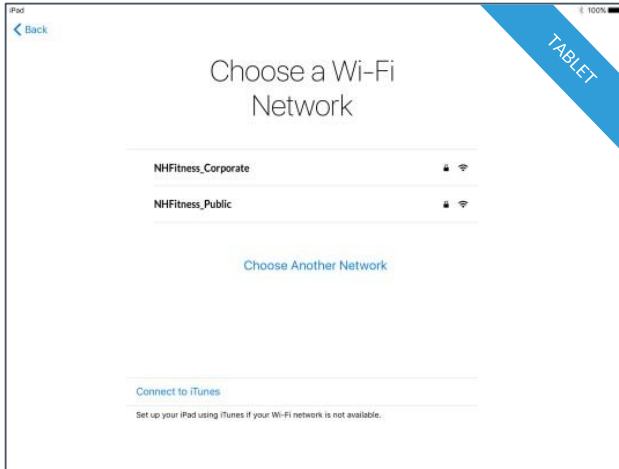 iPad
100%
Back
TABLET
Choose a Wi-Fi
Network
NHFitness_Corporate
NHFitness_Public
Choose Another Network
Connect to iTunes
Set up your iPad using iTunes if your Wi-Fi network is not available.